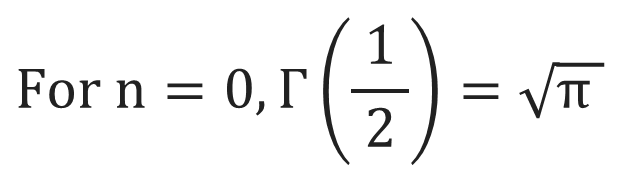 For n = 0, Γ(1/2) = √π